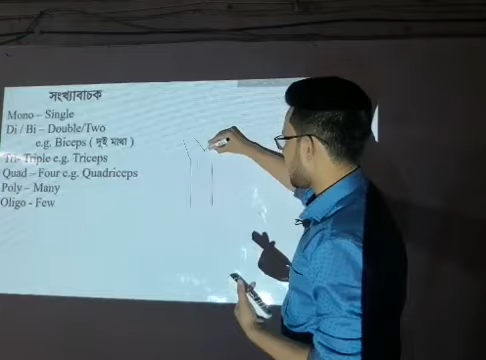 সংখ্যাবাচক
Mono – Single
Di / Bi – Double/Two
e.g. Biceps ( দুই মাথা )
Tri- Triple e.g. Triceps
Quad – Four e.g. Quadriceps
Poly – Many
Oligo - Few